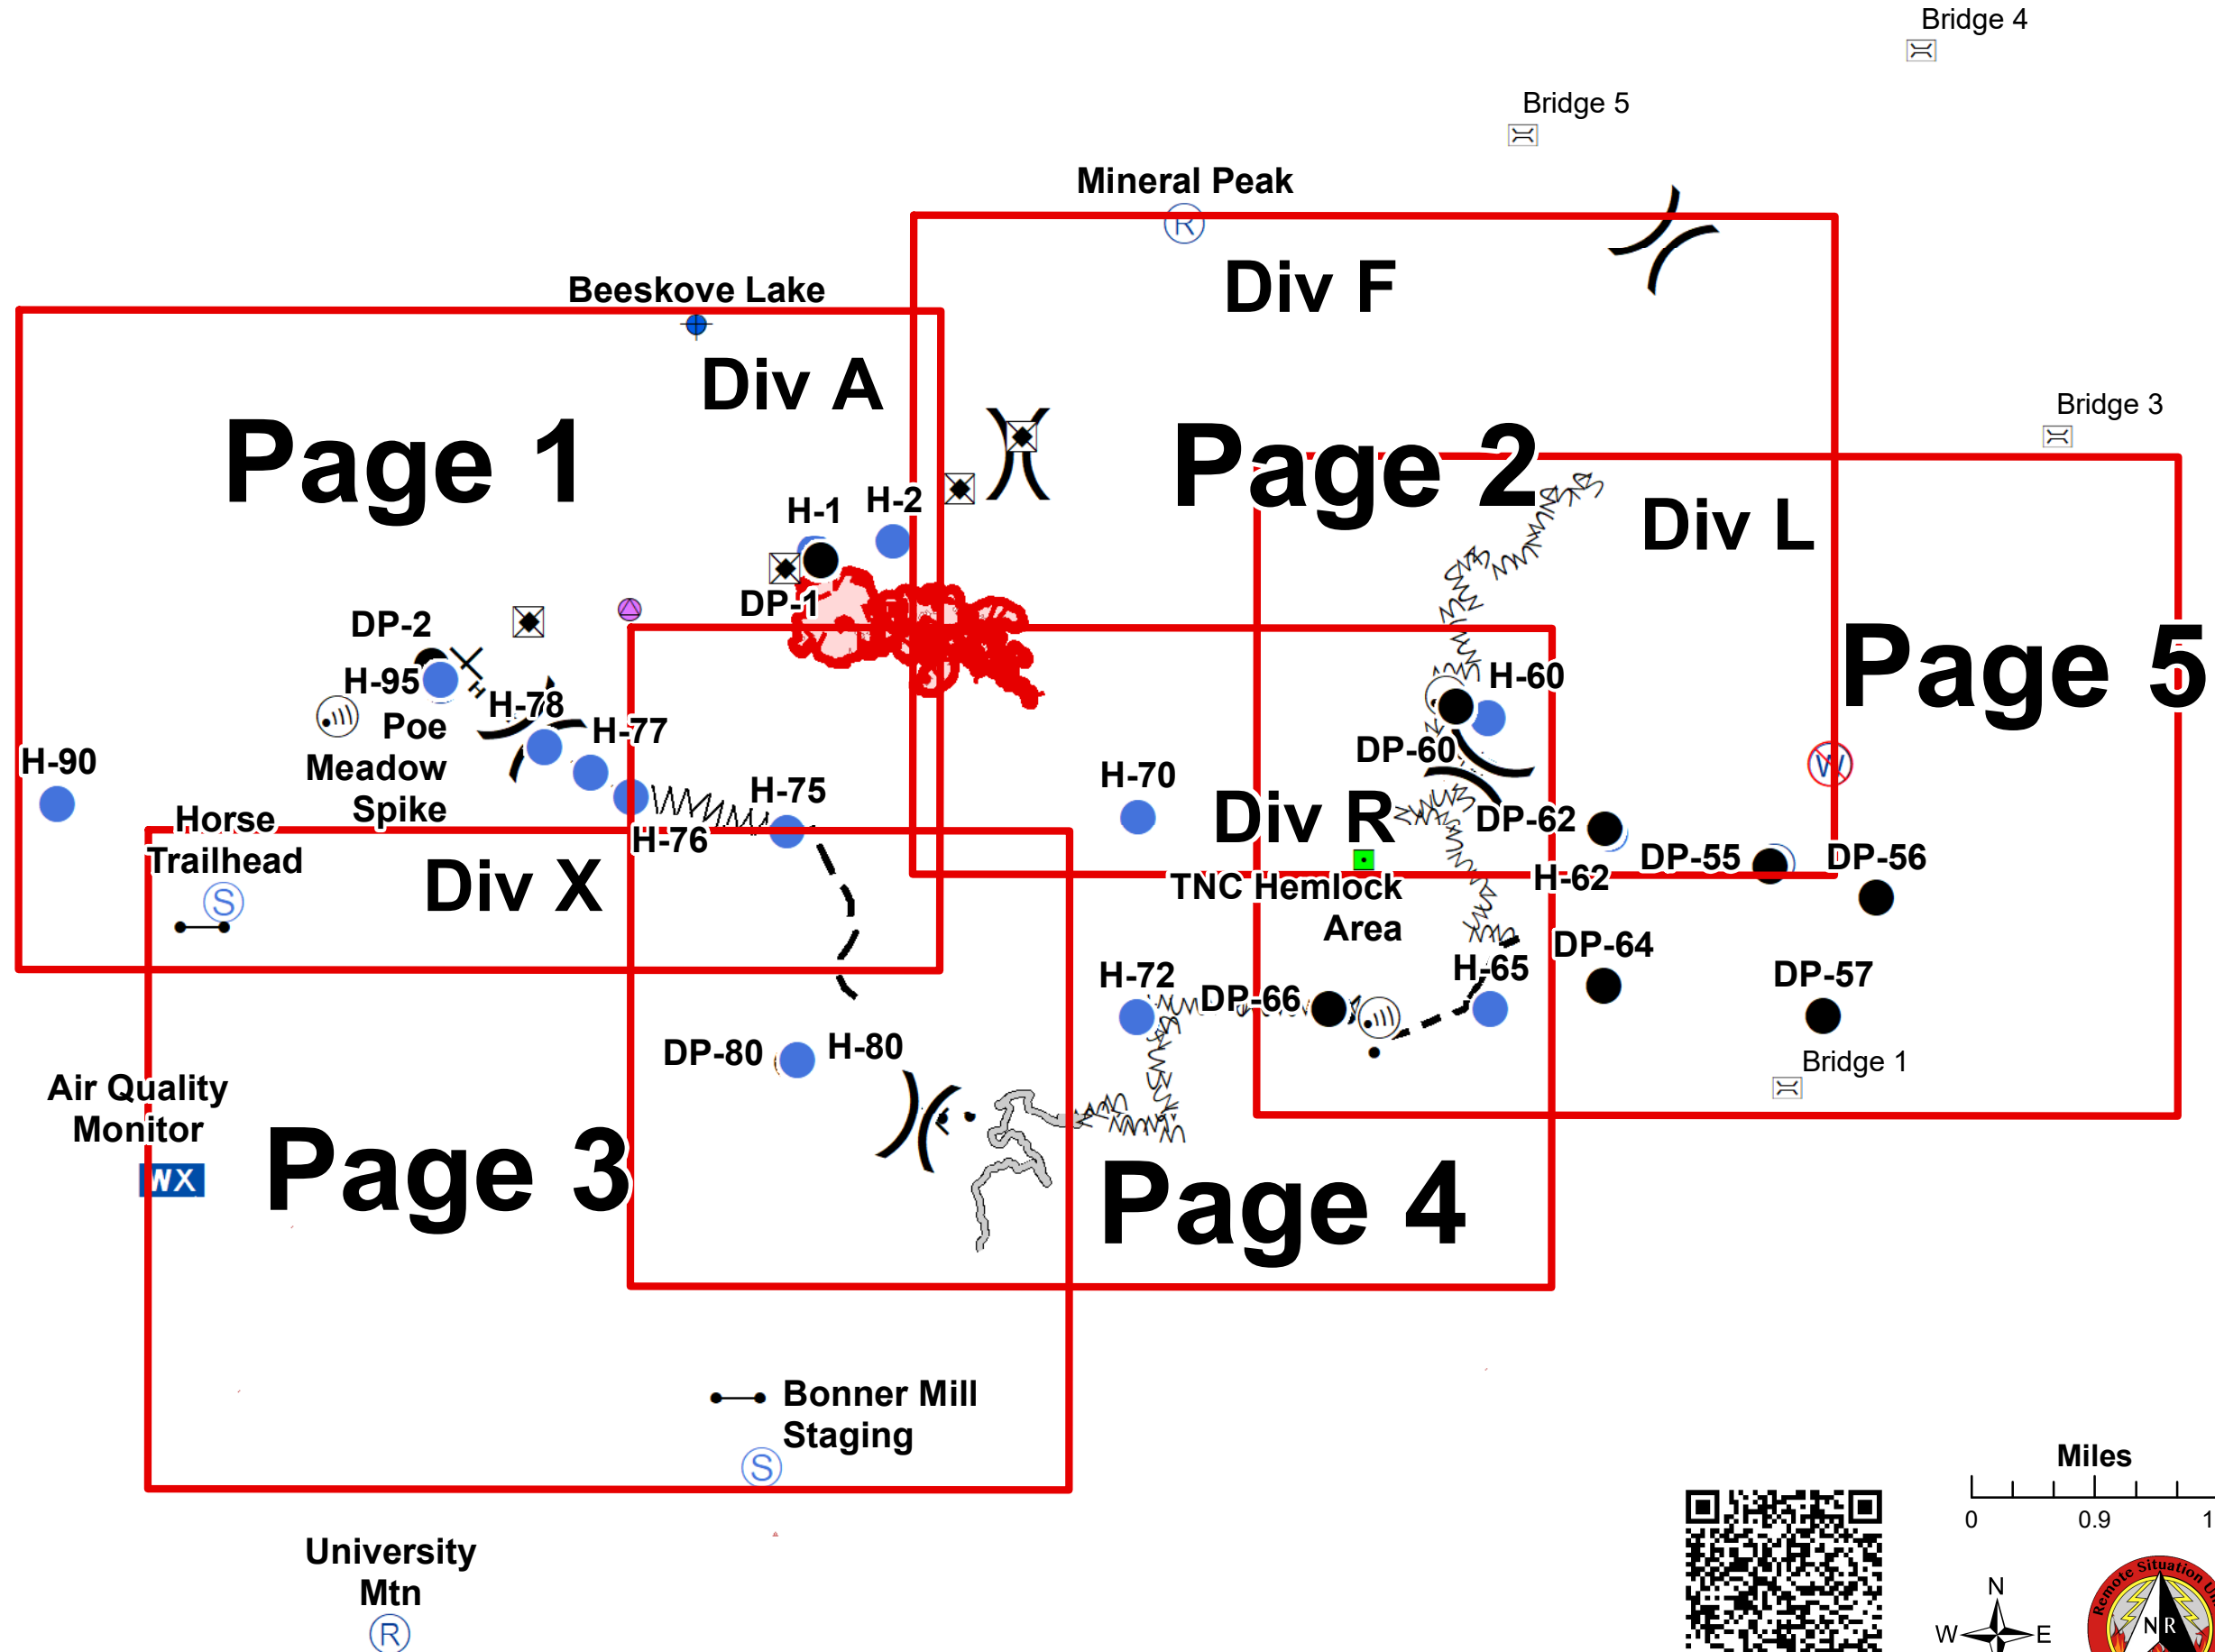 Bridge 4
Bridge 5
Mineral Peak
R
Div F
Beeskove Lake
Div A
Page 1
Page 2
Bridge 3
H-1
H-2
Div L
DP-1
DP-2
H-95
H-78
H-77
Poe
Meadow
Spike
H-60
Page 5
DP-60
H-90
H-75
H-70
W
Horse
Trailhead
H-76
Div R
DP-62
DP-55
DP-56
Div X
S
TNC Hemlock
Area
H-62
DP-64
H-65
H-72
DP-66
DP-57
DP-80
H-80
Bridge 1
Air Quality
Monitor
WX
Page 3
Page 4
Bonner Mill
Staging
S
Miles
0
0.9
1
University
Mtn
R
N
W
E
Remote Situation
N R